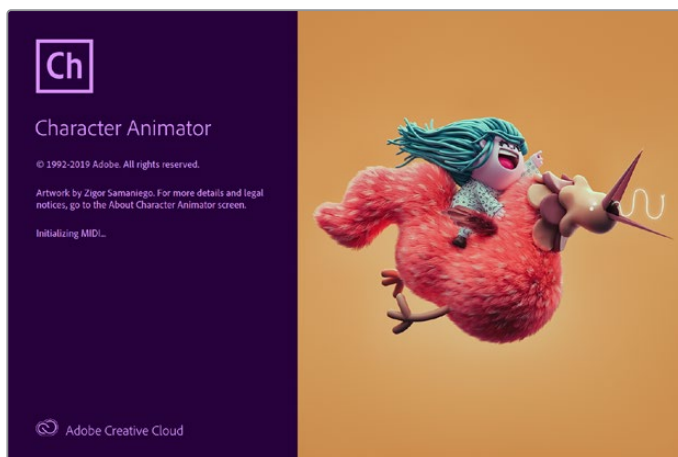 Ch
Character Animator
© 1992-2019 Adobe. All rights reserved.
Artwork by Zigor Samaniego. For more details and legal
notices, go to the About Character Animator screen.
Initializing MIDI...
Adobe Creative Cloud